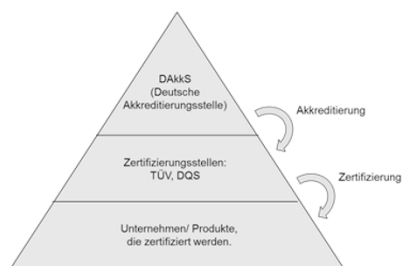 DAkkS
(Deutsche
Akkreditierungsstelle)
Akkreditierung
Zertifizierungsstellen:
TÜV, DQS
Zertifizierung
Unternehmen/ Produkte,
die zertifiziert werden.